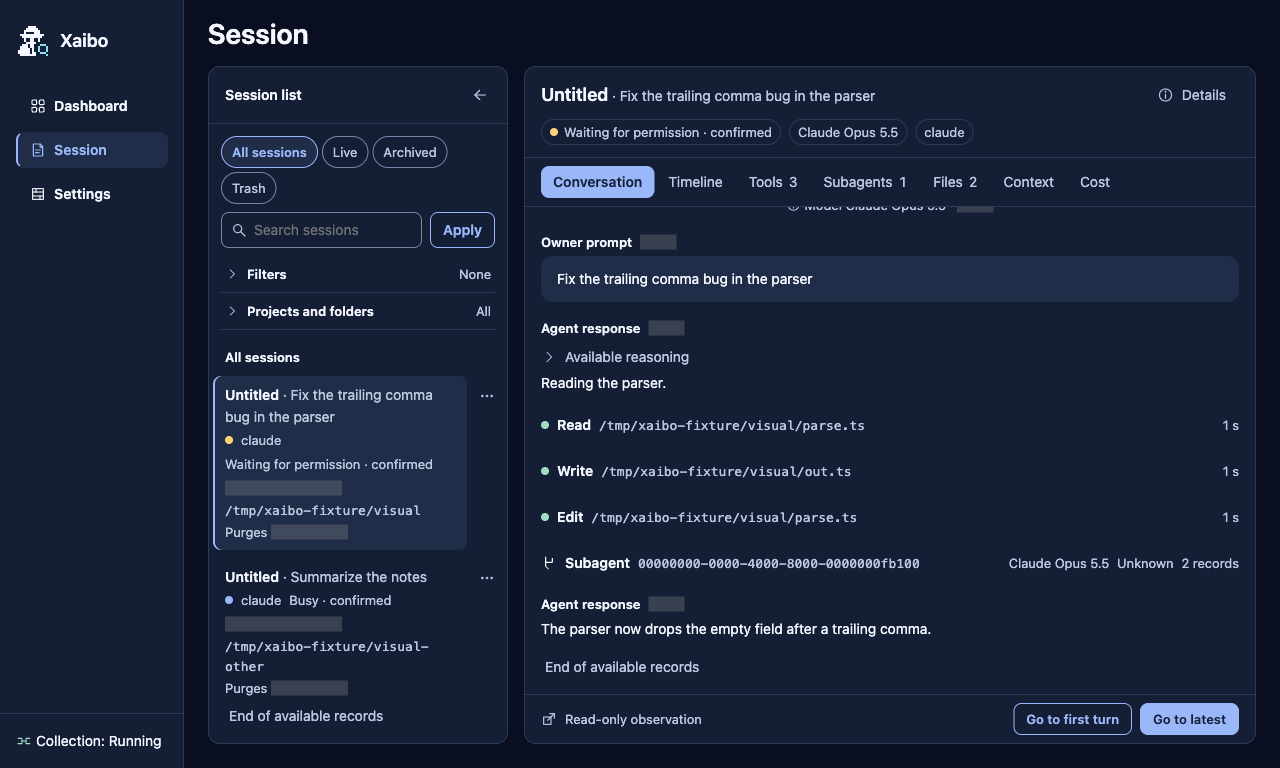 Xaibo
Dashboard
Session
Settings
Collection: Running
Session
Session list
All sessions
Live
Archived
Trash
Search sessions
Apply
Filters
None
Projects and folders
All
All sessions
Untitled · Fix the trailing comma
bug in the parser
claude
Waiting for permission · confirmed
/tmp/xaibo-fixture/visual
Purges
Untitled · Summarize the notes
claude Busy · confirmed
/tmp/xaibo-fixture/visual-
other
Purges
End of available records
Untitled · Fix the trailing comma bug in the parser
Details
Waiting for permission · confirmed
Claude Opus 5.5
claude
Conversation
Timeline
Tools 3
Subagents 1
Files 2
Context
Cost
Model Claude Opus 5.5
Owner prompt
Fix the trailing comma bug in the parser
Agent response
Available reasoning
Reading the parser.
Read /tmp/xaibo-fixture/visual/parse.ts 1 s
Write /tmp/xaibo-fixture/visual/out.ts 1 s
Edit /tmp/xaibo-fixture/visual/parse.ts 1 s
Subagent 00000000-0000-4000-8000-0000000fb100 Claude Opus 5.5 Unknown 2 records
Agent response
The parser now drops the empty field after a trailing comma.
End of available records
Read-only observation
Go to first turn
Go to latest